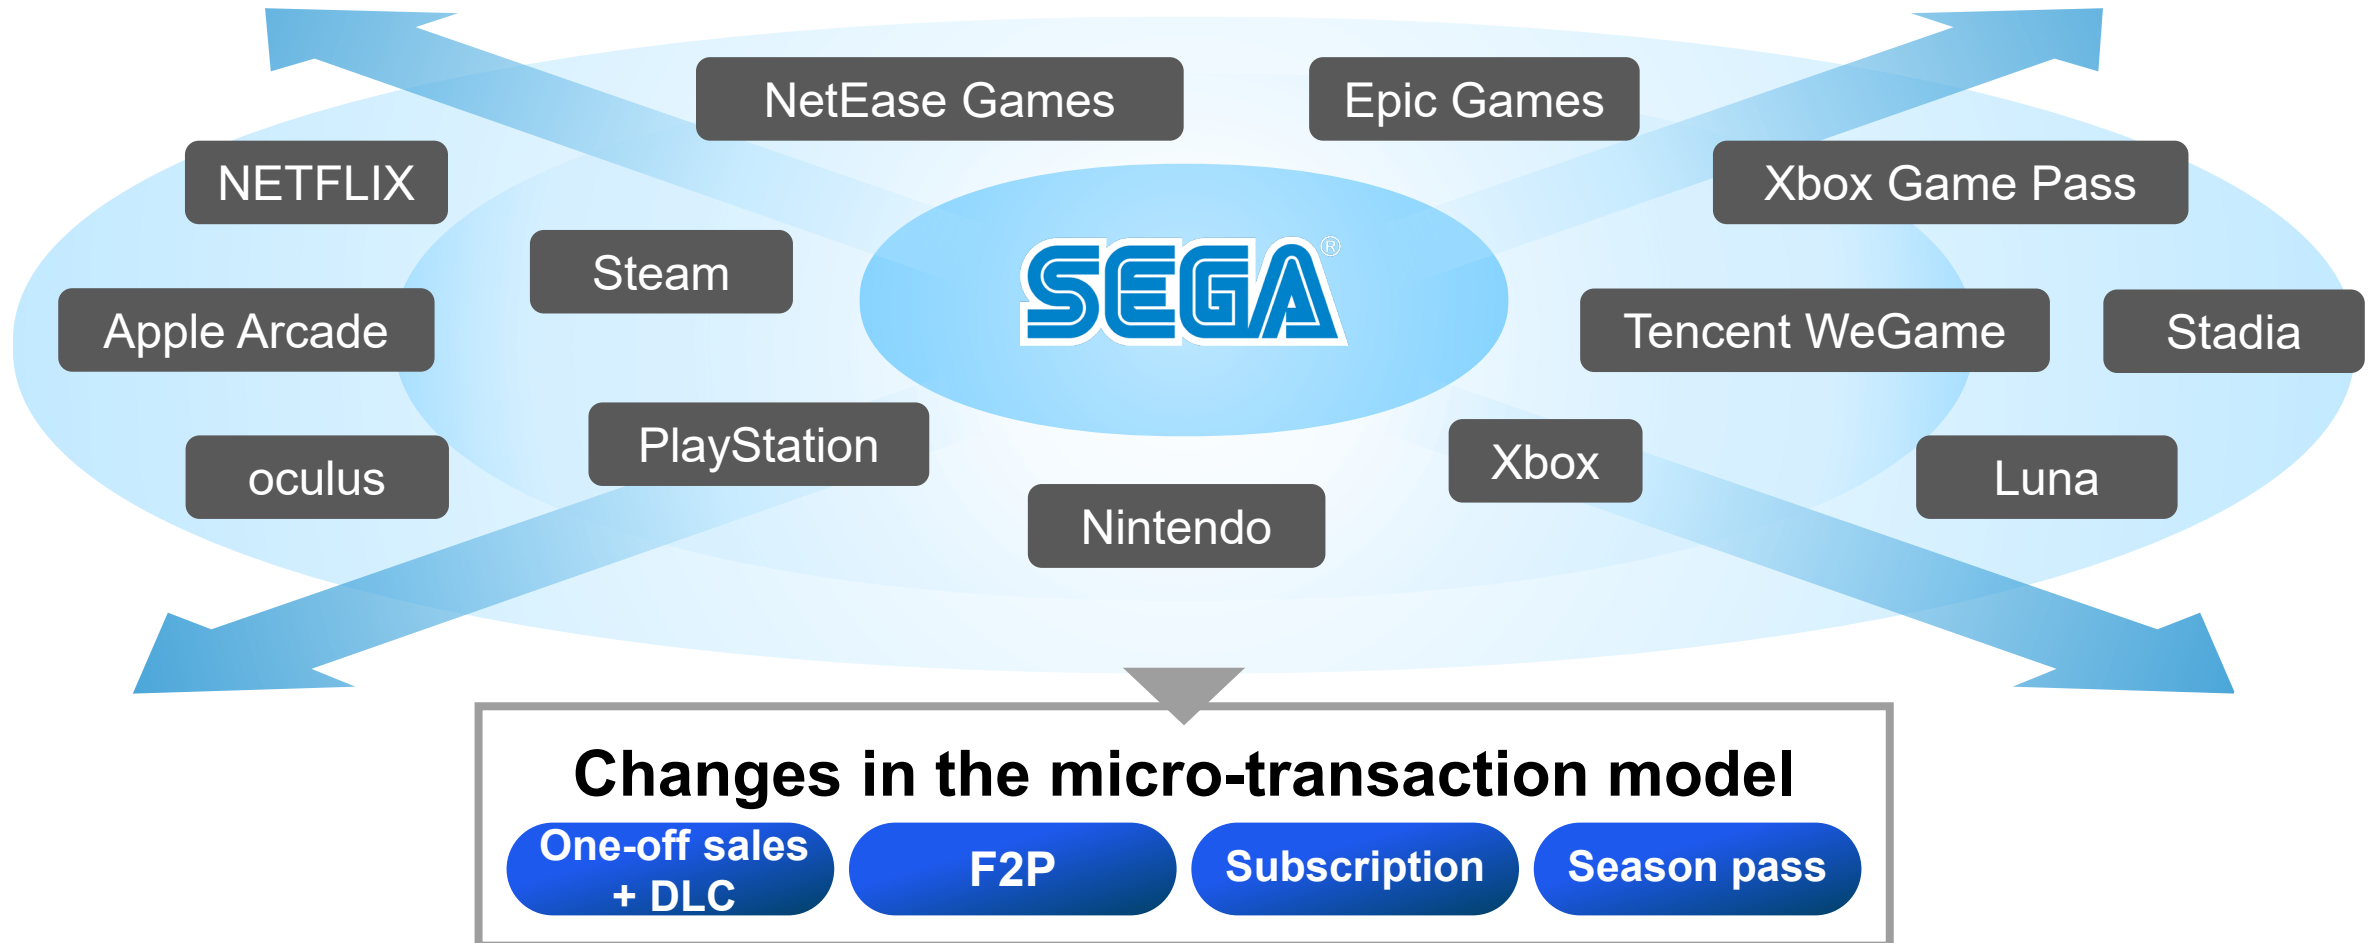 NetEase Games
Epic Games
NETFLIX
Xbox Game Pass
Steam
SEGA®
Apple Arcade
Tencent WeGame
Stadia
PlayStation
Xbox
oculus
Luna
Nintendo
Changes in the micro-transaction model
One-off sales
+ DLC
F2P
Subscription
Season pass